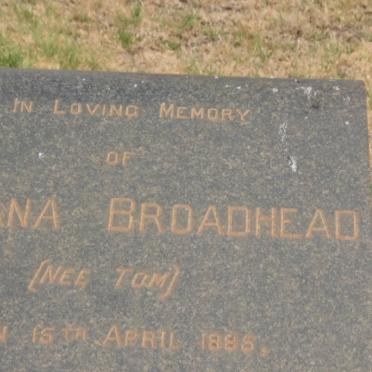 IN LOVING MEMORY
OF
NA BROADHEAD
(NEE TOM)
N 15TH APRIL 1885,